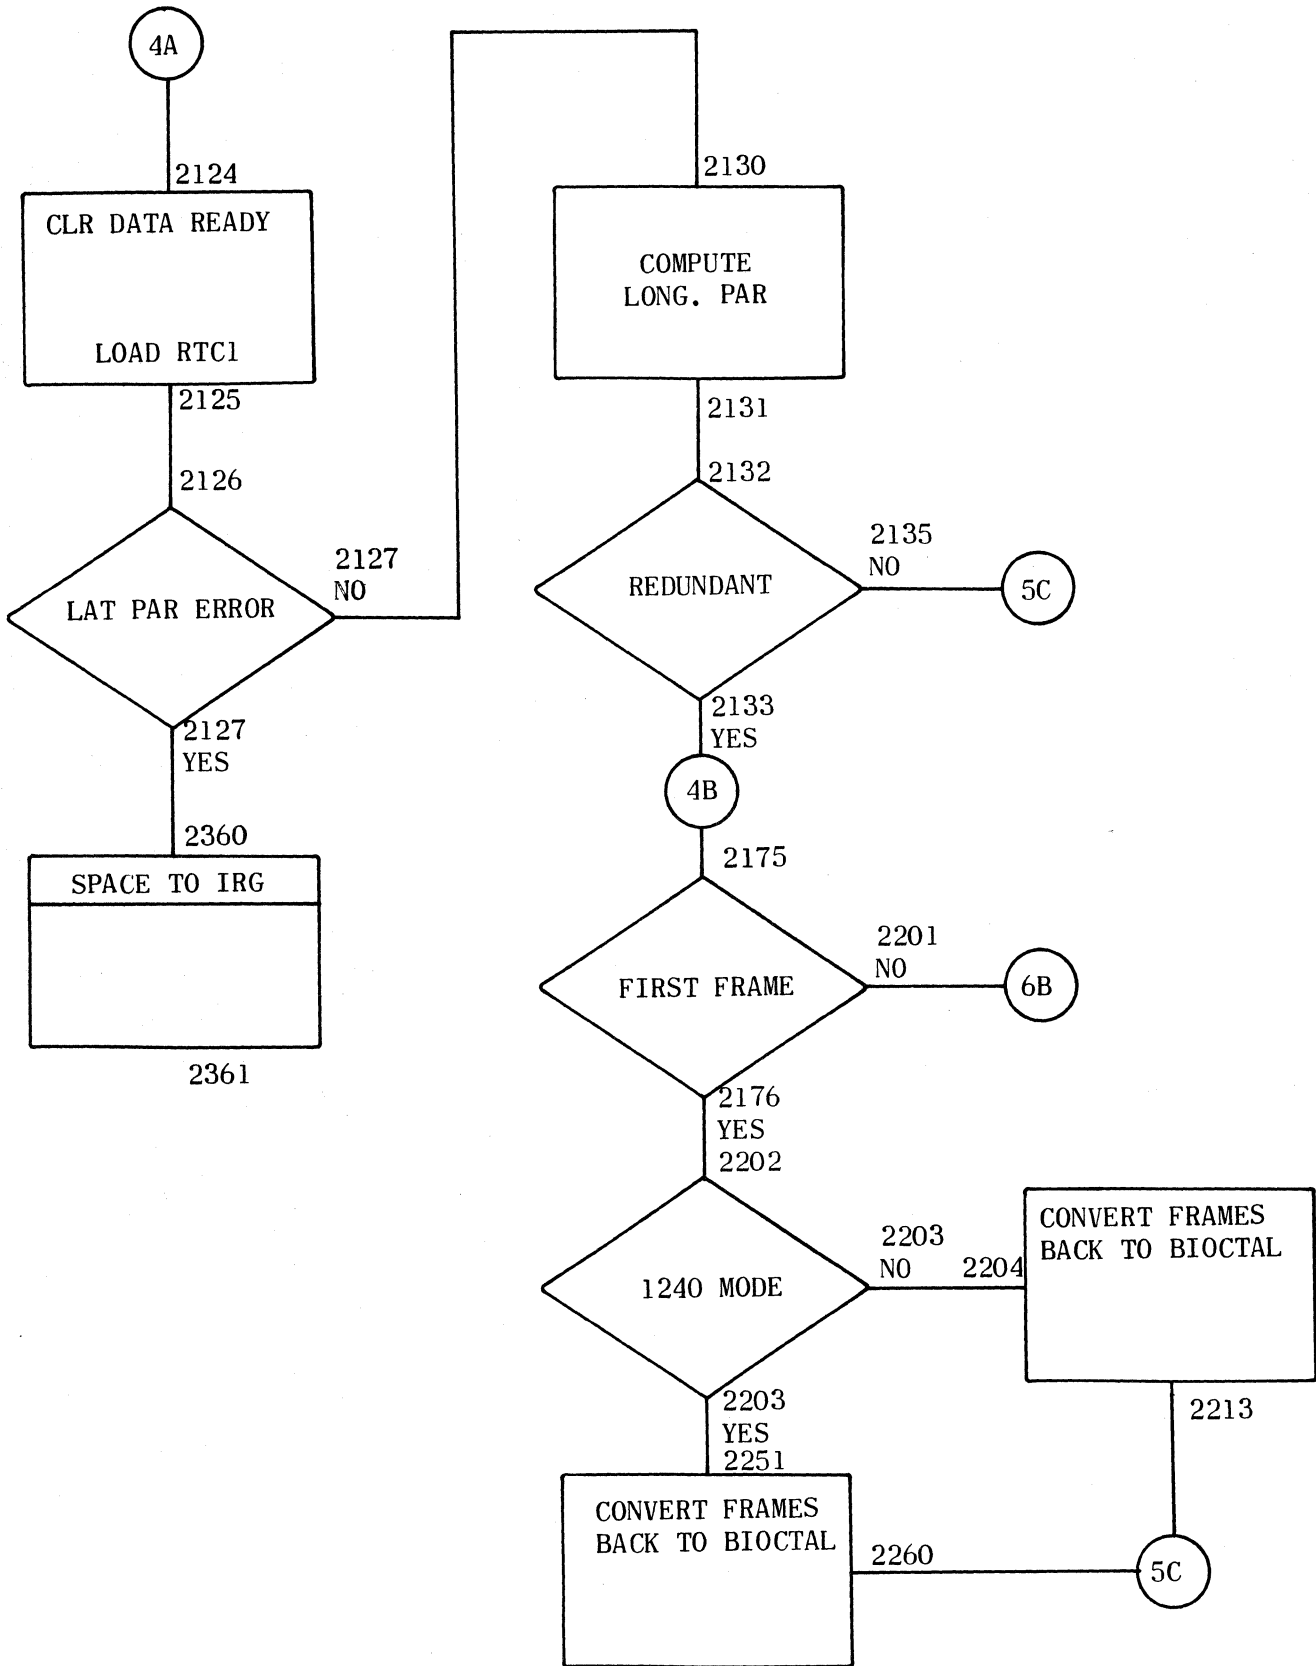 4A
2124
CLR DATA READY
LOAD RTC1
2125
2126
LAT PAR ERROR
2127
NO
2127
YES
2360
SPACE TO IRG
2361
2130
COMPUTE
LONG. PAR
2131
2132
REDUNDANT
2135
NO
5C
2133
YES
4B
2175
FIRST FRAME
2201
NO
6B
2176
YES
2202
1240 MODE
2203
NO
2204
CONVERT FRAMES
BACK TO BIOCTAL
2213
2203
YES
2251
CONVERT FRAMES
BACK TO BIOCTAL
2260
5C